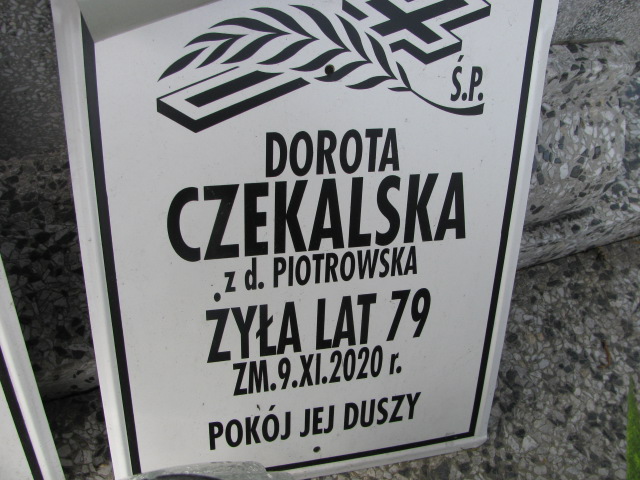 Ś.P.
DOROTA
CZEKALSKA
z d. PIOTROWSKA
ŻYŁA LAT 79
ZM.9.XI.2020 r.
POKÓJ JEJ DUSZY